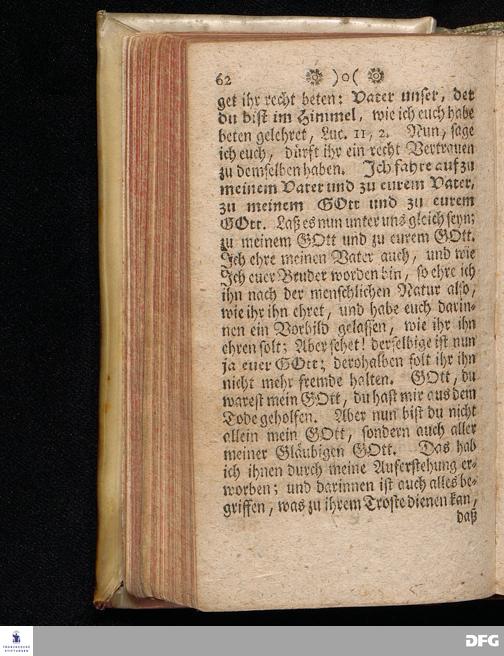 62 )o(
get ihr recht beten: Vater unser, der
du bist im Himmel, wie ich euch habe
beten gelehret, Luc. 11, 2. Nun, sage
ich euch, dürft ihr ein recht Vertrauen
zu demselben haben. Ich fahre auf zu
meinem Vater und zu eurem Vater,
zu meinem GOtt und zu eurem
GOtt. Laß es nun unter uns gleich seyn;
zu meinem GOtt und zu eurem GOtt.
Ich ehre meinen Vater auch, und wie
Ich euer Bruder worden bin, so ehre ich
ihn nach der menschlichen Natur also,
wie ihr ihn ehret, und habe euch darin-
nen ein Vorbild gelassen, wie ihr ihn
ehren solt; Aber sehet! derselbige ist nun
ja euer GOtt; derohalben solt ihr ihn
nicht mehr fremde halten. GOtt, du
warest mein GOtt, du hast mir aus dem
Tode geholfen. Aber nun bist du nicht
allein mein GOtt, sondern auch aller
meiner Gläubigen GOtt. Das hab
ich ihnen durch meine Auferstehung er-
worben; und darinnen ist auch alles be-
griffen, was zu ihrem Troste dienen kan,
daß
FRANCKESCHE
STIFTUNGEN
DFG